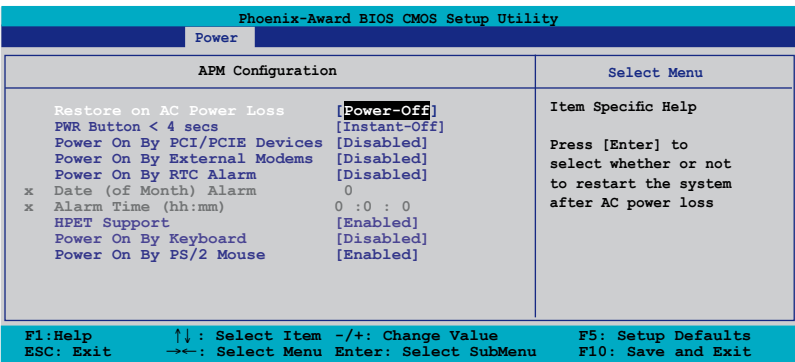 Phoenix-Award BIOS CMOS Setup Utility
Power
APM Configuration
Select Menu
Restore on AC Power Loss [Power-Off]
PWR Button < 4 secs [Instant-Off]
Power On By PCI/PCIE Devices [Disabled]
Power On By External Modems [Disabled]
Power On By RTC Alarm [Disabled]
x Date (of Month) Alarm 0
x Alarm Time (hh:mm) 0 :0 : 0
HPET Support [Enabled]
Power On By Keyboard [Disabled]
Power On By PS/2 Mouse [Enabled]
Item Specific Help
Press [Enter] to
select whether or not
to restart the system
after AC power loss
F1:Help ↑↓: Select Item -/+: Change Value F5: Setup Defaults
ESC: Exit →←: Select Menu Enter: Select SubMenu F10: Save and Exit